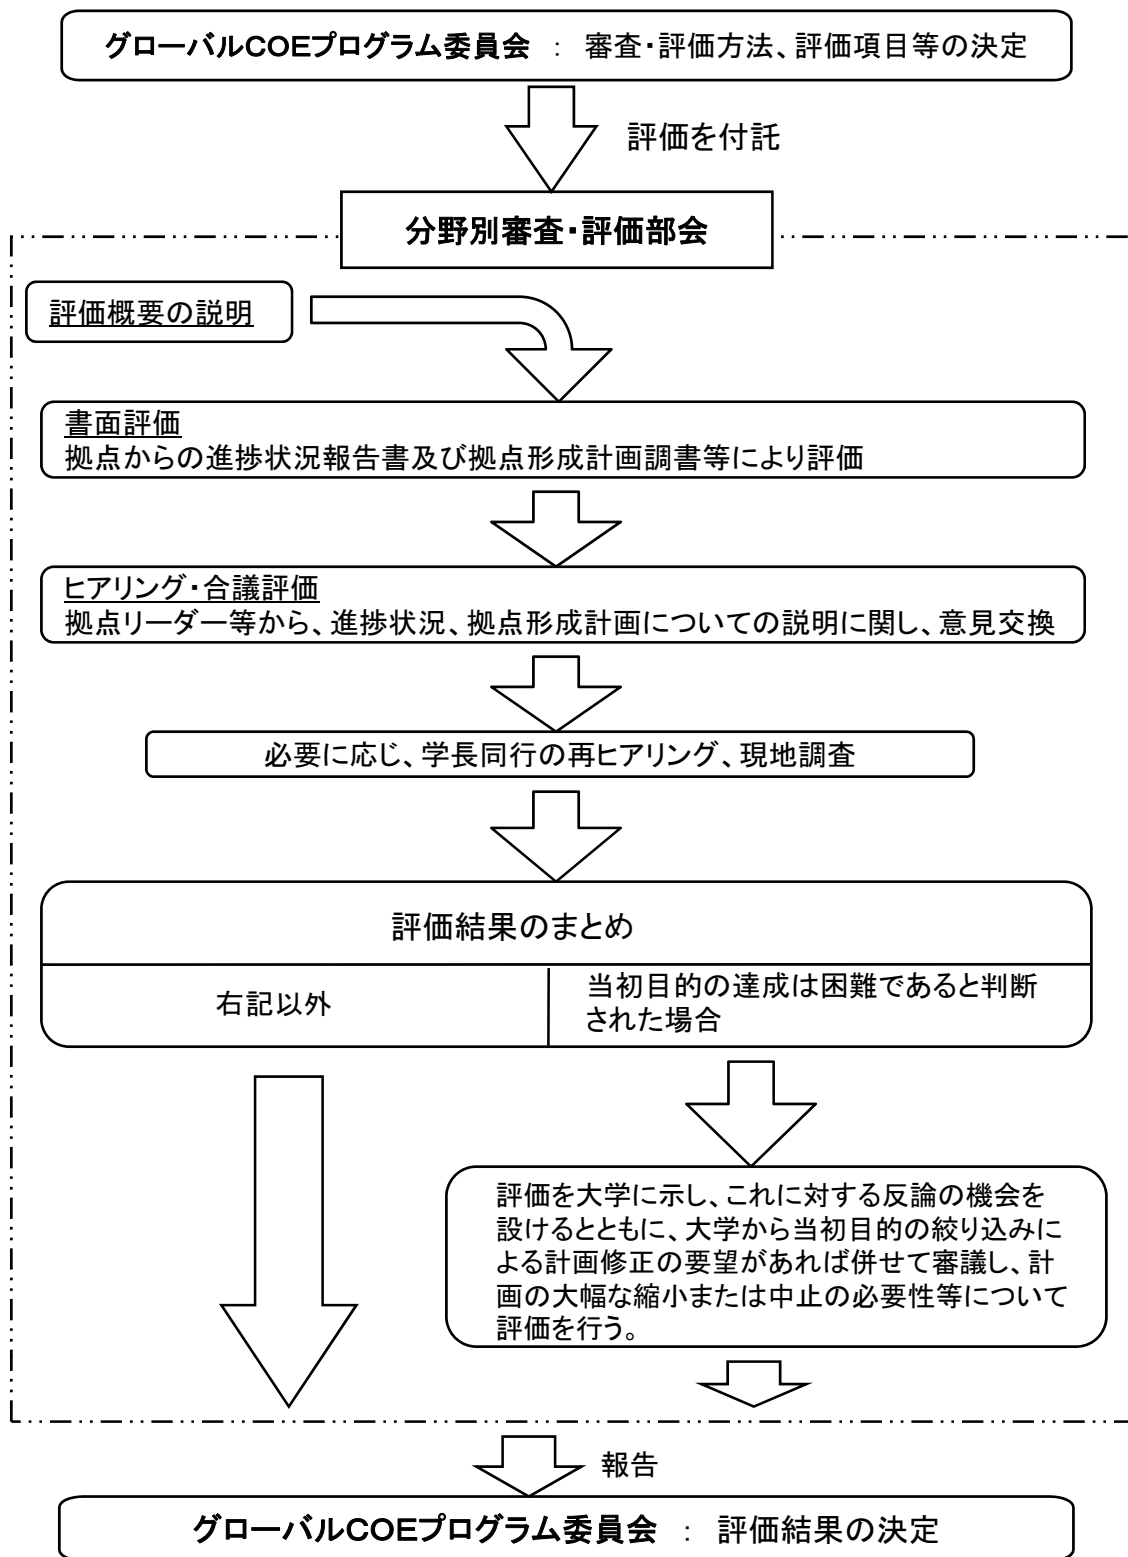 グローバルCOEプログラム委員会 ： 審査・評価方法、評価項目等の決定
評価を付託
分野別審査・評価部会
評価概要の説明
書面評価
拠点からの進捗状況報告書及び拠点形成計画調書等により評価
ヒアリング・合議評価
拠点リーダー等から、進捗状況、拠点形成計画についての説明に関し、意見交換
必要に応じ、学長同行の再ヒアリング、現地調査
評価結果のまとめ
右記以外
当初目的の達成は困難であると判断
された場合
評価を大学に示し、これに対する反論の機会を
設けるとともに、大学から当初目的の絞り込みに
よる計画修正の要望があれば併せて審議し、計
画の大幅な縮小または中止の必要性等について
評価を行う。
報告
グローバルCOEプログラム委員会 ： 評価結果の決定